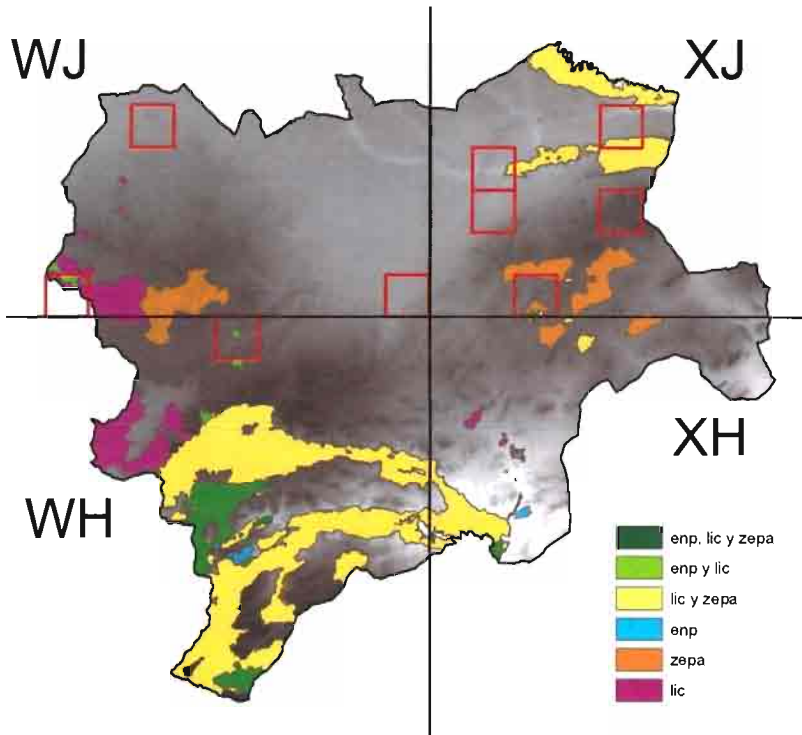 WJ
XJ
XH
WH
enp, lic y zepa
enp y lic
lic y zepa
enp
zepa
lic